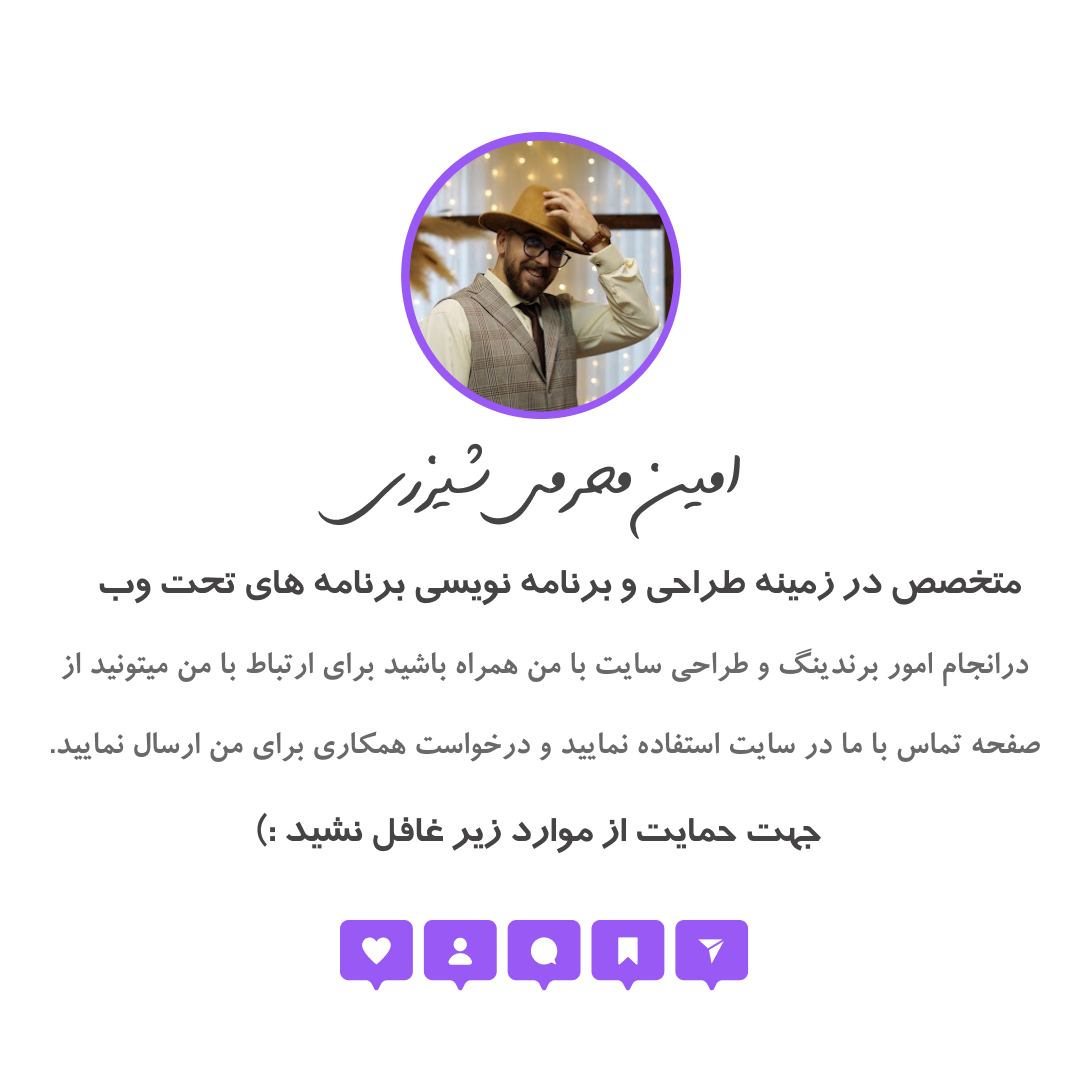 امین محرمی شیزری
متخصص در زمینه طراحی و برنامه نویسی برنامه های تحت وب
درانجام امور برندینگ و طراحی سایت با من همراه باشید برای ارتباط با من میتونید از
صفحه تماس با ما در سایت استفاده نمایید و درخواست همکاری برای من ارسال نمایید.
جهت حمایت از موارد زیر غافل نشید :)